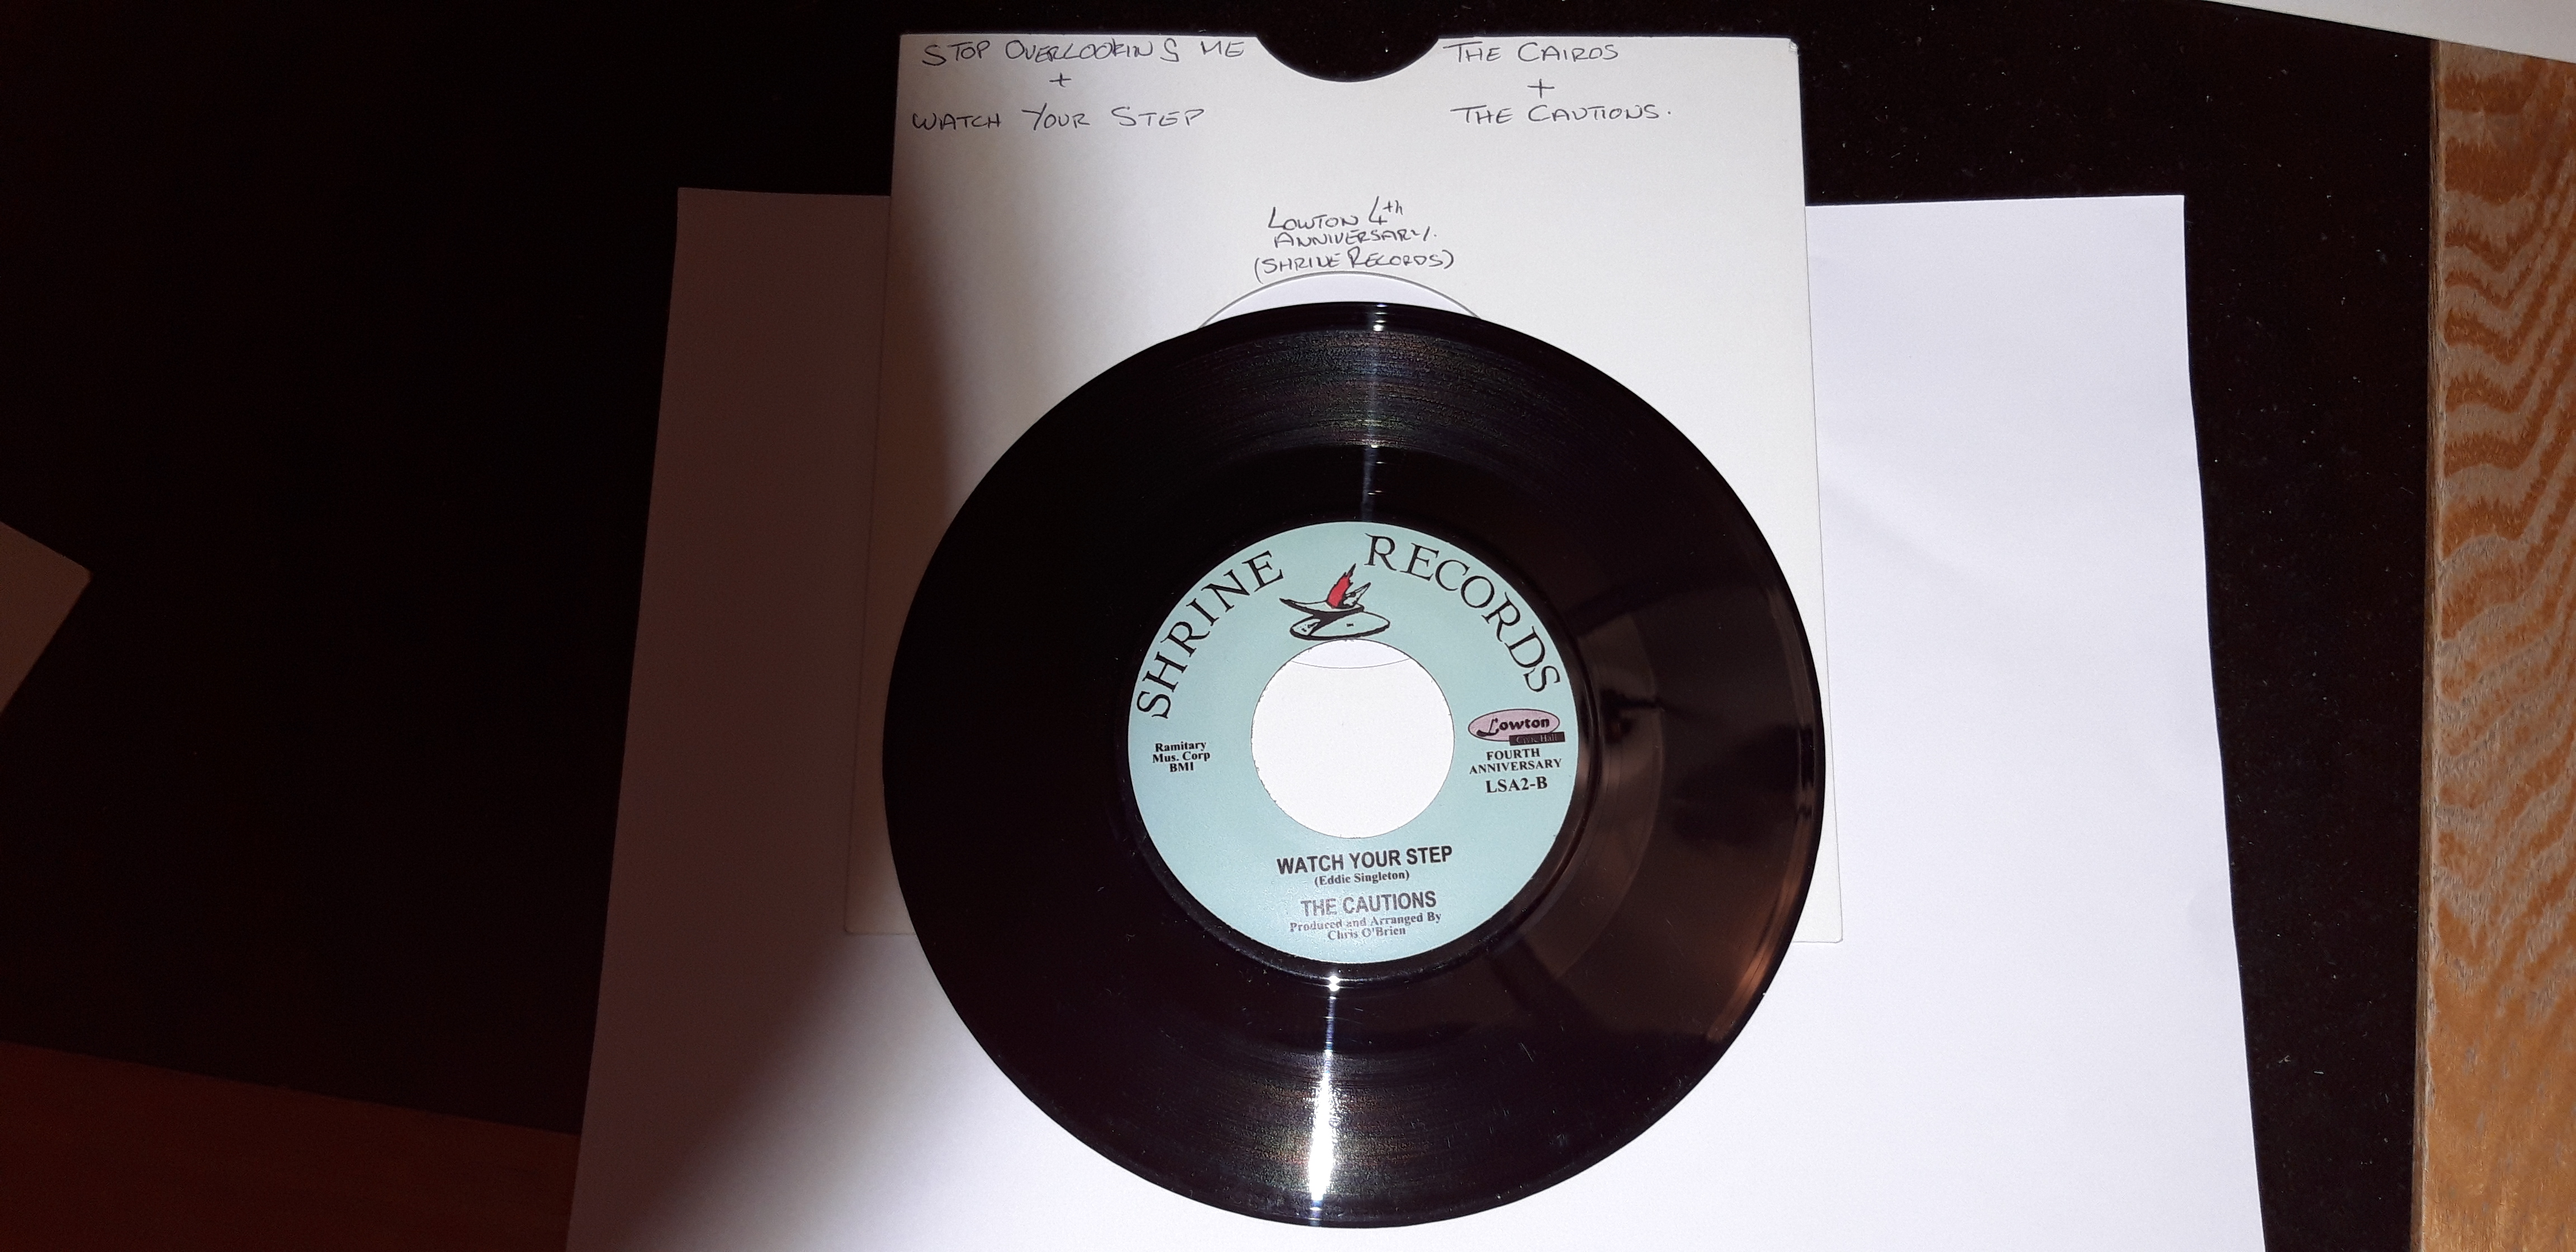 STOP OVERLOOKING ME
+
WATCH YOUR STEP
THE CAIROS
+
THE CAUTIONS.
LOWTON 4th
ANNIVERSARY.
(SHRINE RECORDS)
SHRINE RECORDS
Ramitary
Mus. Corp
BMI
Lowton
Civic Hall
FOURTH
ANNIVERSARY
LSA2-B
WATCH YOUR STEP
(Eddie Singleton)
THE CAUTIONS
Produced and Arranged By
Chris O'Brien